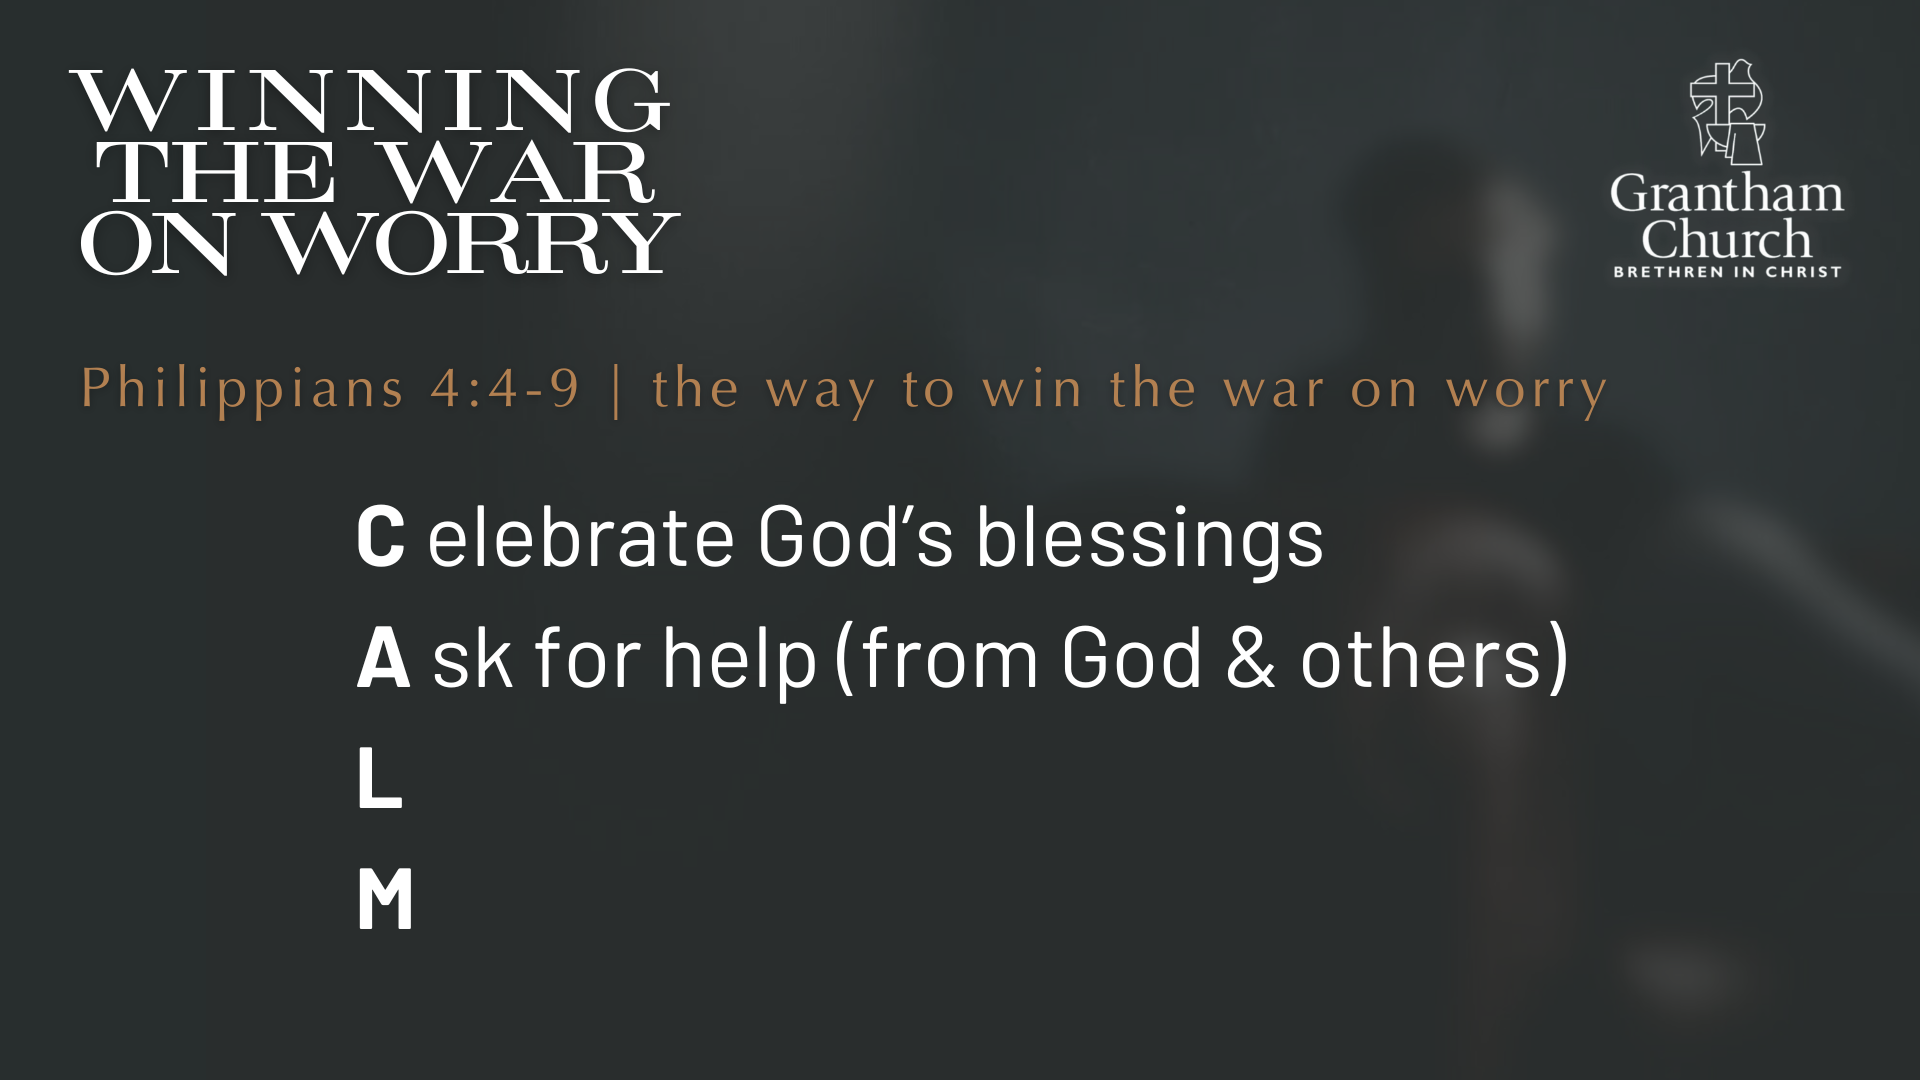 WINNING
THE WAR
ON WORRY
Grantham
Church
BRETHREN IN CHRIST
Philippians 4:4-9 | the way to win the war on worry
C elebrate God’s blessings
A sk for help (from God & others)
L
M